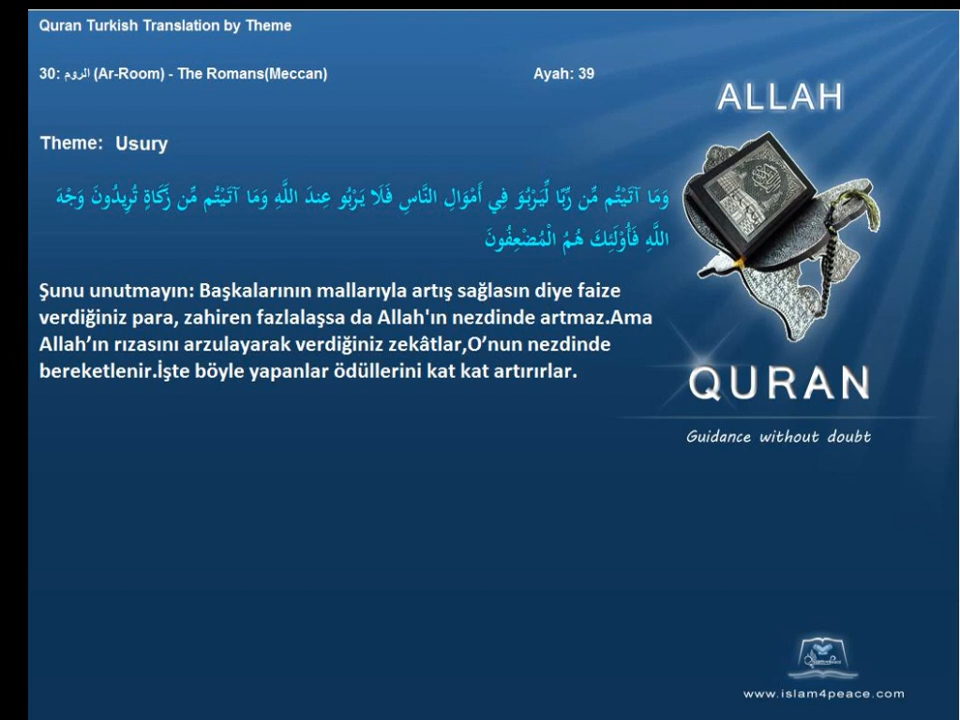 Quran Turkish Translation by Theme
30: الروم (Ar-Room) - The Romans(Meccan) Ayah: 39
ALLAH
Theme: Usury
وَمَا آتَيْتُم مِّن رِّبًا لِّيَرْبُوَ فِي أَمْوَالِ النَّاسِ فَلَا يَرْبُو عِندَ اللَّهِ وَمَا آتَيْتُم مِّن زَكَاةٍ تُرِيدُونَ وَجْهَ
اللَّهِ فَأُوْلَئِكَ هُمُ الْمُضْعِفُونَ
Şunu unutmayın: Başkalarının mallarıyla artış sağlasın diye faize
verdiğiniz para, zahiren fazlalaşsa da Allah'ın nezdinde artmaz.Ama
Allah’ın rızasını arzulayarak verdiğiniz zekâtlar,O’nun nezdinde
bereketlenir.İşte böyle yapanlar ödüllerini kat kat artırırlar.
QURAN
Guidance without doubt
www.islam4peace.com